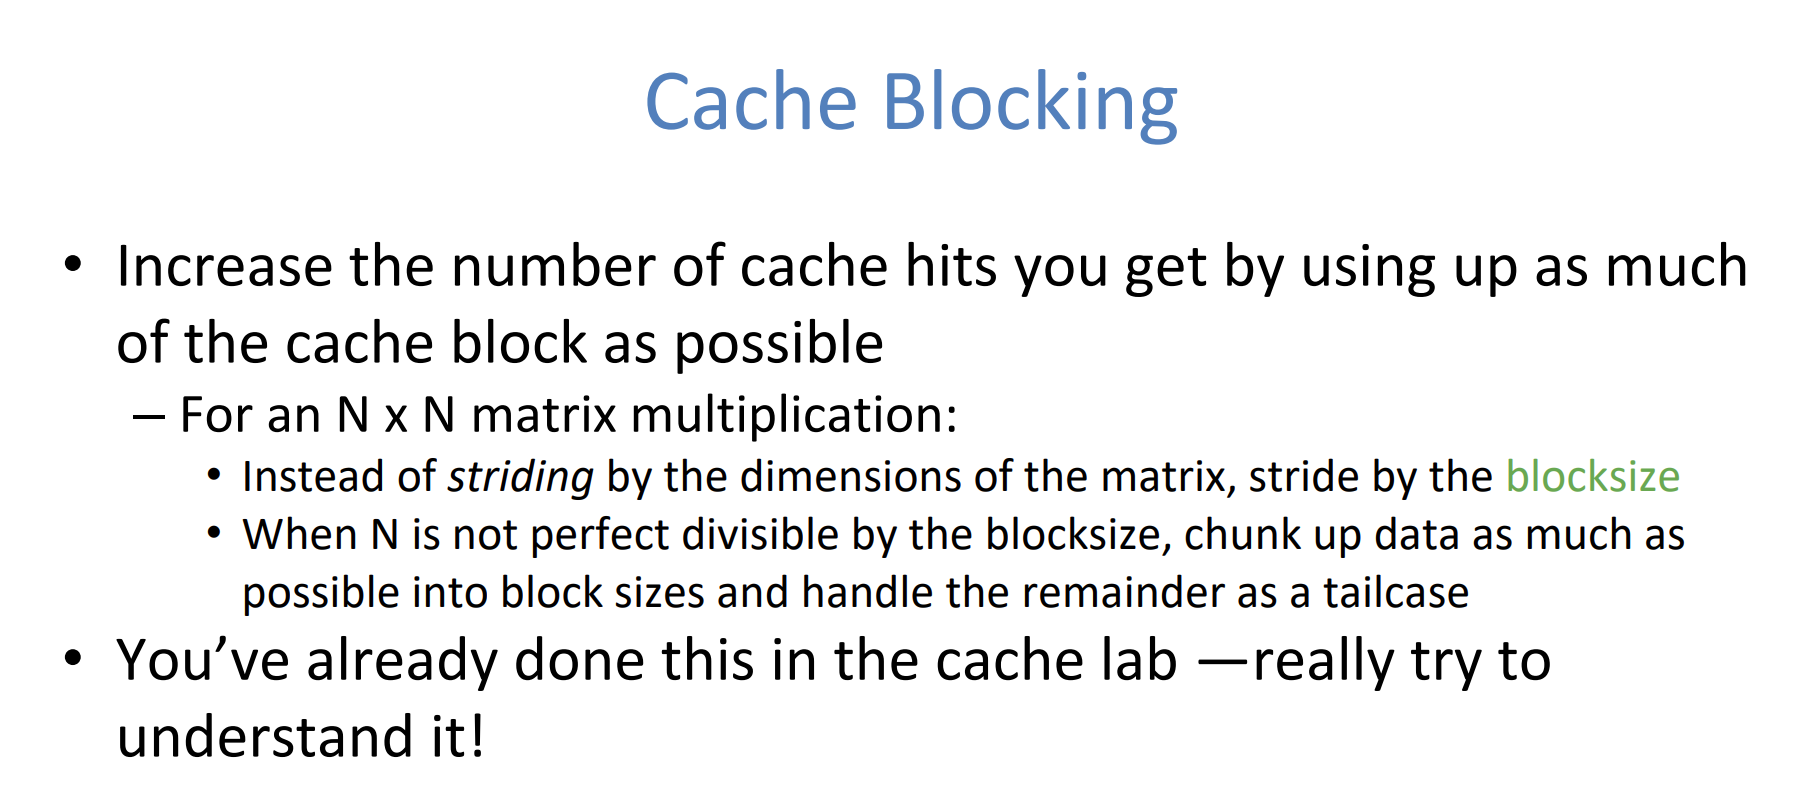 Cache Blocking
• Increase the number of cache hits you get by using up as much
of the cache block as possible
– For an N x N matrix multiplication:
• Instead of striding by the dimensions of the matrix, stride by the blocksize
• When N is not perfect divisible by the blocksize, chunk up data as much as
possible into block sizes and handle the remainder as a tailcase
• You’ve already done this in the cache lab —really try to
understand it!